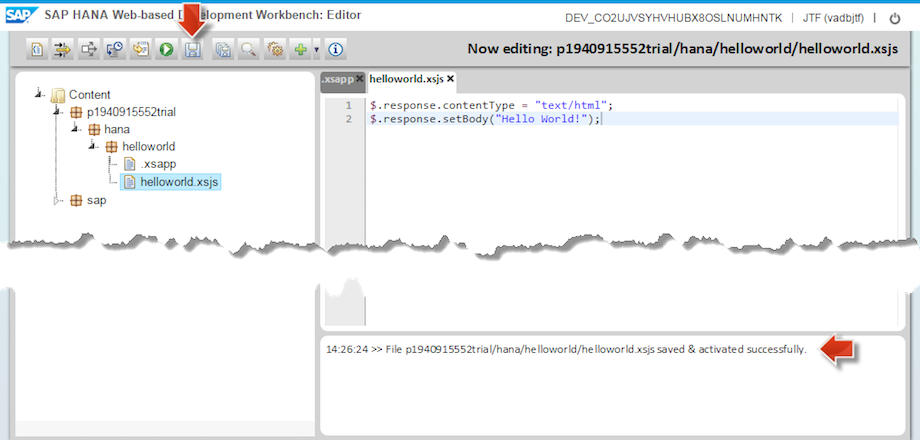 SAP SAP HANA Web-based D velopment Workbench: Editor
DEV_CO2UJVSYHVHUBX8OSLNUMHNTK | JTF (vadbjtf) |
Now editing: p1940915552trial/hana/helloworld/helloworld.xsjs
.xsapp helloworld.xsjs
Content
p1940915552trial
hana
helloworld
.xsapp
helloworld.xsjs
sap
1 $.response.contentType = "text/html";
2 $.response.setBody("Hello World!");
14:26:24 >> File p1940915552trial/hana/helloworld/helloworld.xsjs saved & activated successfully.